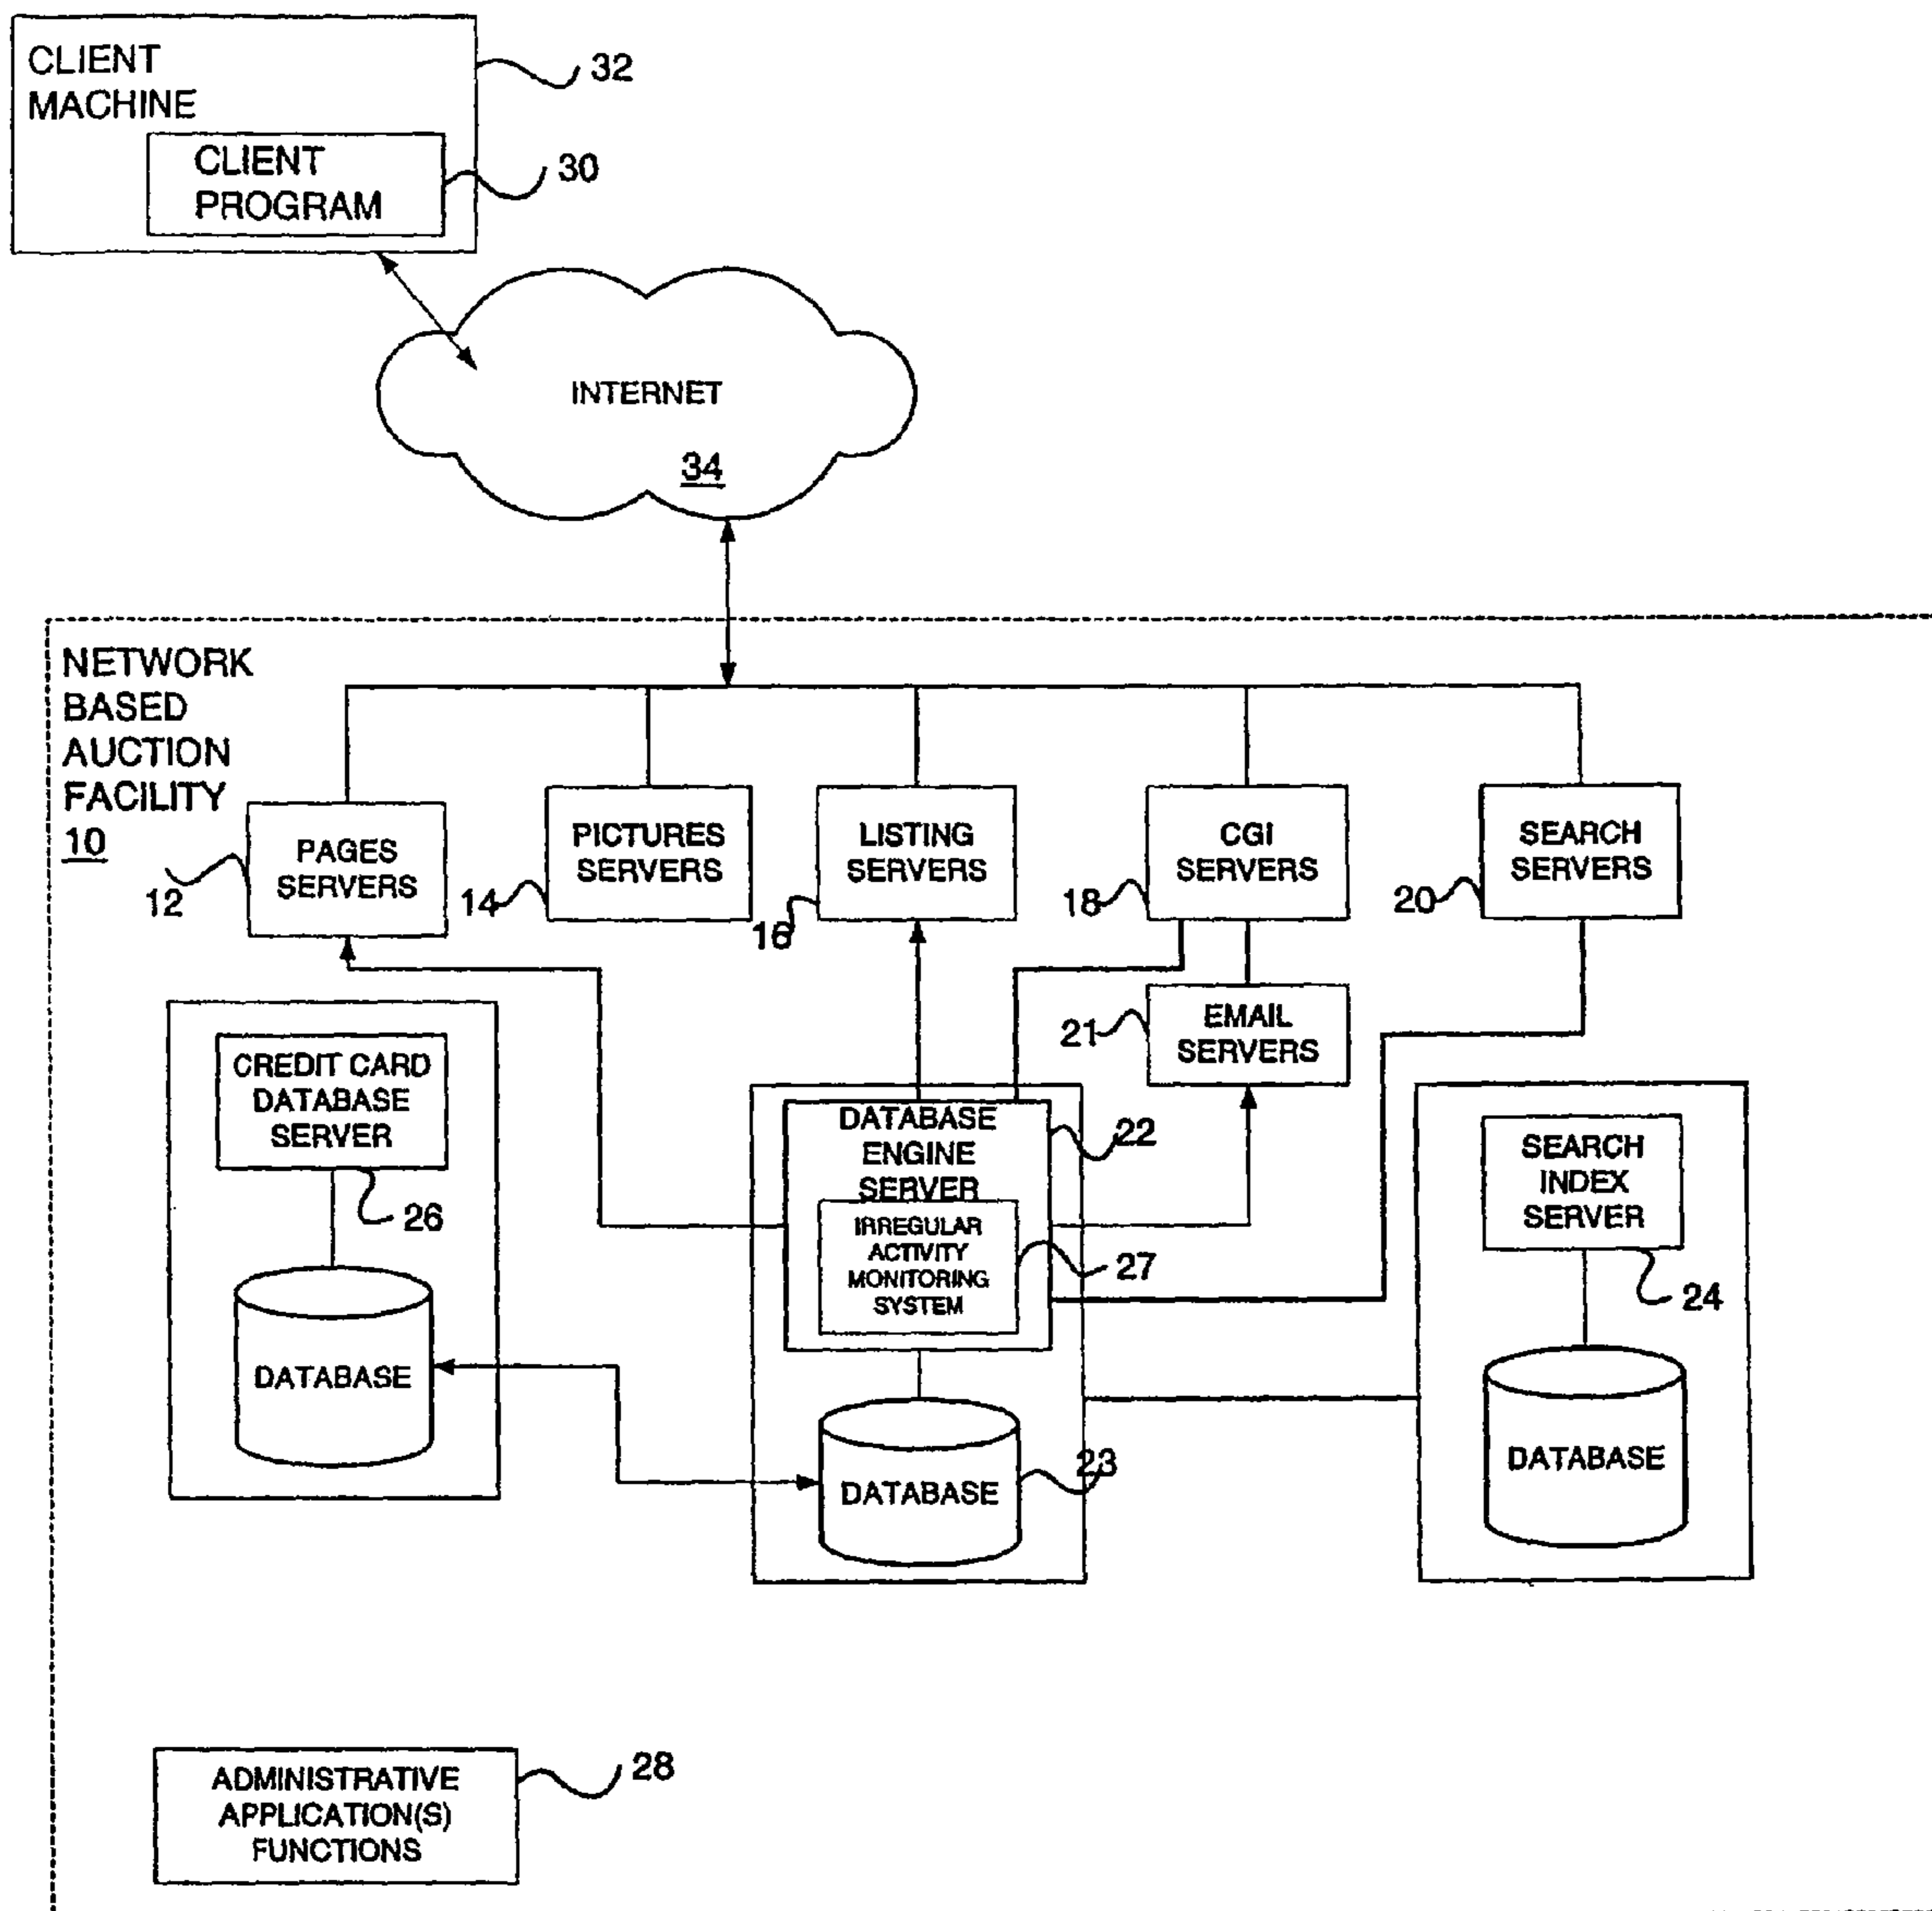 CLIENT
MACHINE
32
CLIENT
PROGRAM
30
INTERNET
34
NETWORK
BASED
AUCTION
FACILITY
10
PAGES
SERVERS
12
PICTURES
SERVERS
14
LISTING
SERVERS
16
CGI
SERVERS
18
SEARCH
SERVERS
20
EMAIL
SERVERS
21
CREDIT CARD
DATABASE
SERVER
26
DATABASE
DATABASE
ENGINE
SERVER
22
IRREGULAR
ACTIVITY
MONITORING
SYSTEM
27
DATABASE
23
SEARCH
INDEX
SERVER
24
DATABASE
ADMINISTRATIVE
APPLICATION(S)
FUNCTIONS
28